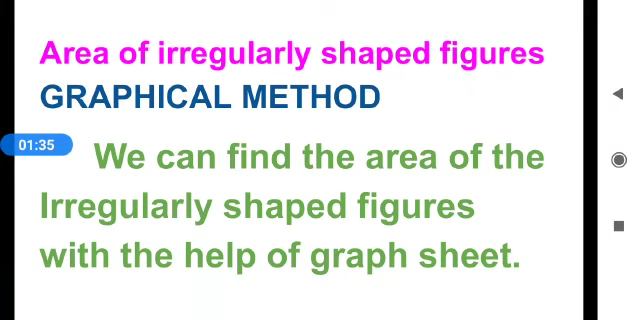 Area of irregularly shaped figures
GRAPHICAL METHOD
01:35
We can find the area of the
Irregularly shaped figures
with the help of graph sheet.